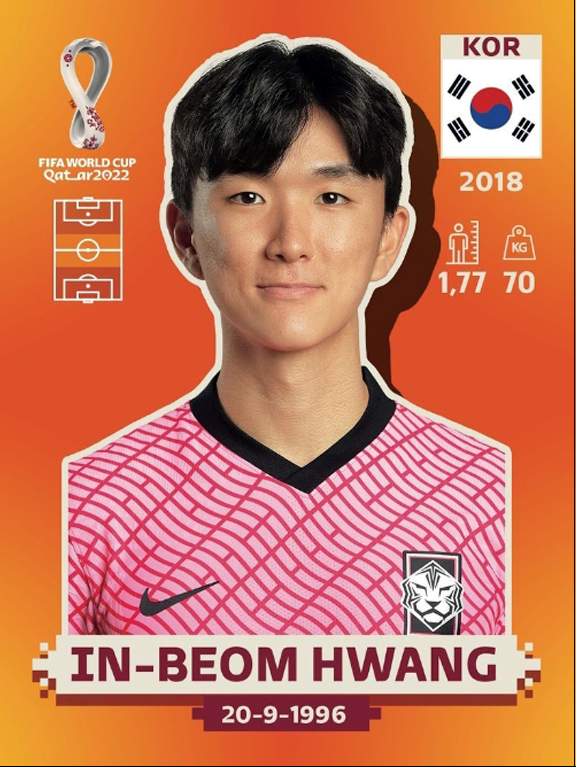 FIFA WORLD CUP
Qatar2022
KOR
2018
KG
1,77 70
IN-BEOM HWANG
20-9-1996